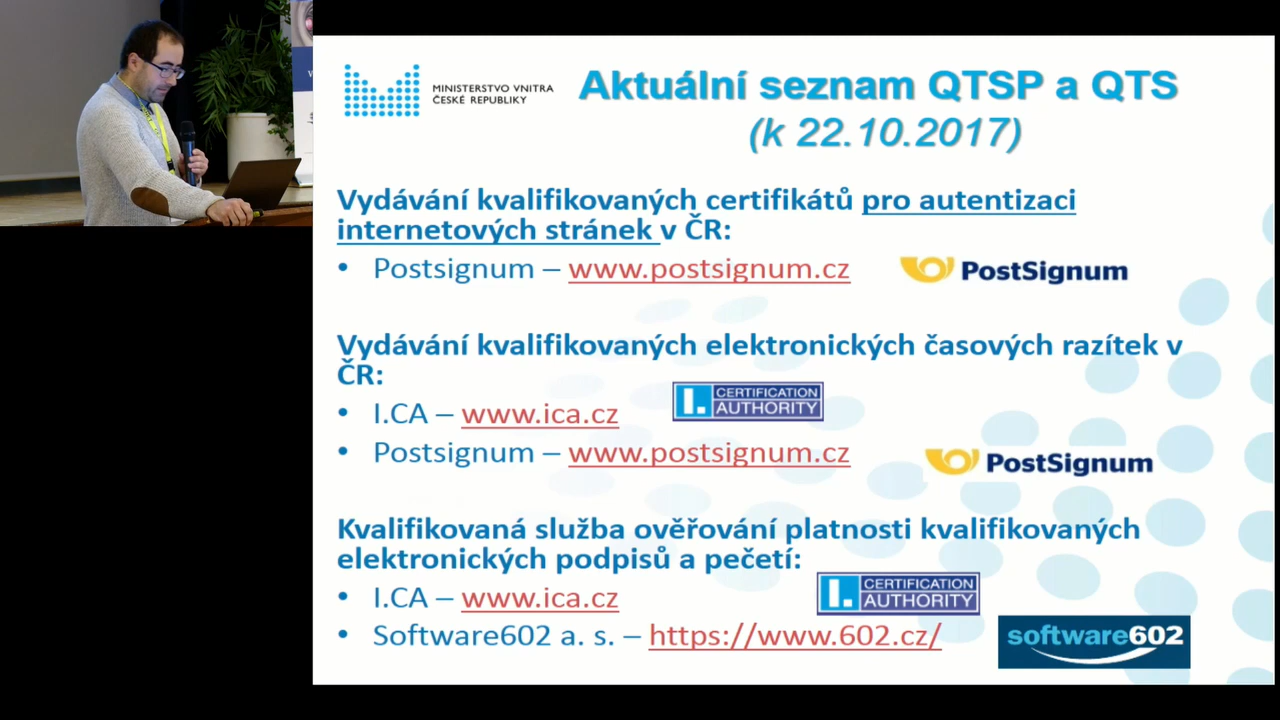 MINISTERSTVO VNITRA
ČESKÉ REPUBLIKY
Aktuální seznam QTSP a QTS
(k 22.10.2017)
Vydávání kvalifikovaných certifikátů pro autentizaci
internetových stránek v ČR:
• Postsignum – www.postsignum.cz
PostSignum
Vydávání kvalifikovaných elektronických časových razítek v
ČR:
• I.CA – www.ica.cz
I. CERTIFICATION
AUTHORITY
• Postsignum – www.postsignum.cz
PostSignum
Kvalifikovaná služba ověřování platnosti kvalifikovaných
elektronických podpisů a pečetí:
• I.CA – www.ica.cz
I. CERTIFICATION
AUTHORITY
• Software602 a. s. – https://www.602.cz/
software602